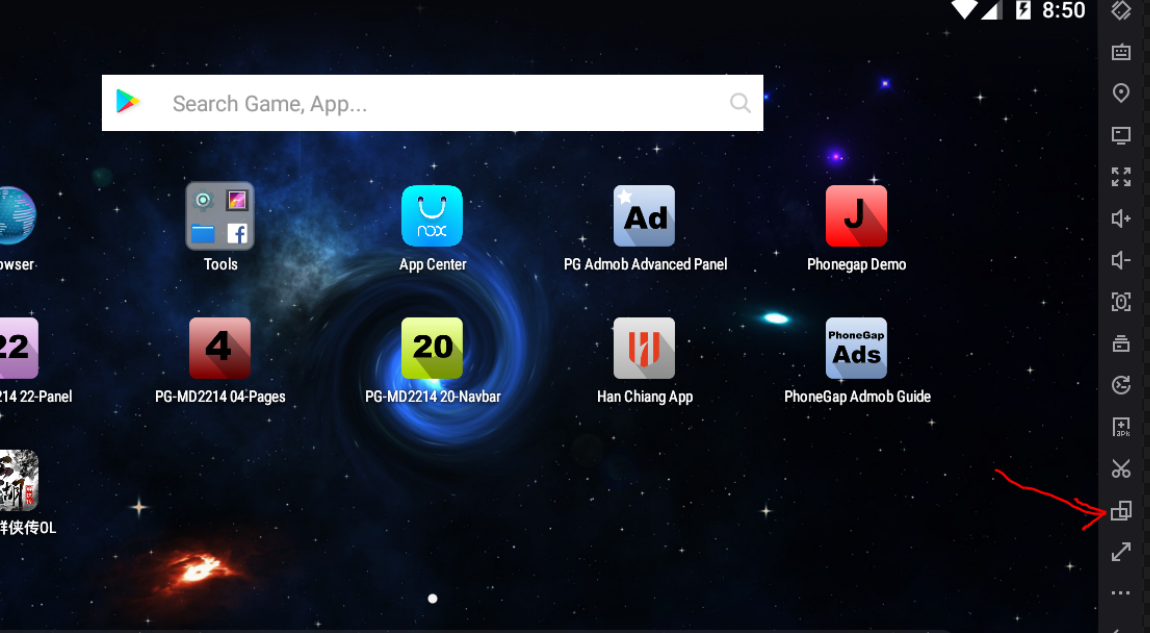 8:50
Search Game, App...
nox
Ad
J
owser
Tools
App Center
PG Admob Advanced Panel
Phonegap Demo
22
4
20
PhoneGap
Ads
214 22-Panel
PG-MD2214 04-Pages
PG-MD2214 20-Navbar
Han Chiang App
PhoneGap Admob Guide
3Pk
群侠传OL